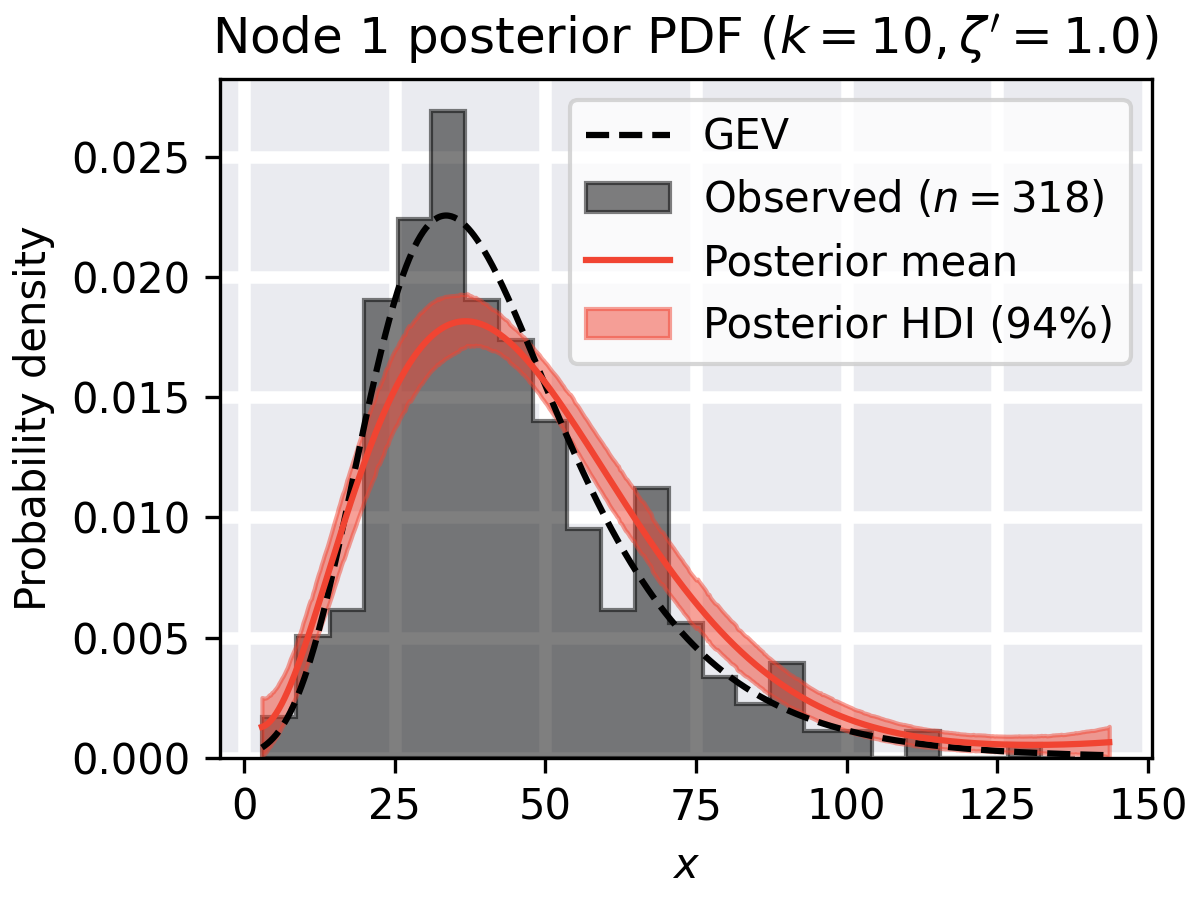 Node 1 posterior PDF (k = 10, ζ′ = 1.0)
GEV
Observed (n = 318)
Posterior mean
Posterior HDI (94%)
Probability density
0.025
0.020
0.015
0.010
0.005
0.000
0 25 50 75 100 125 150
x